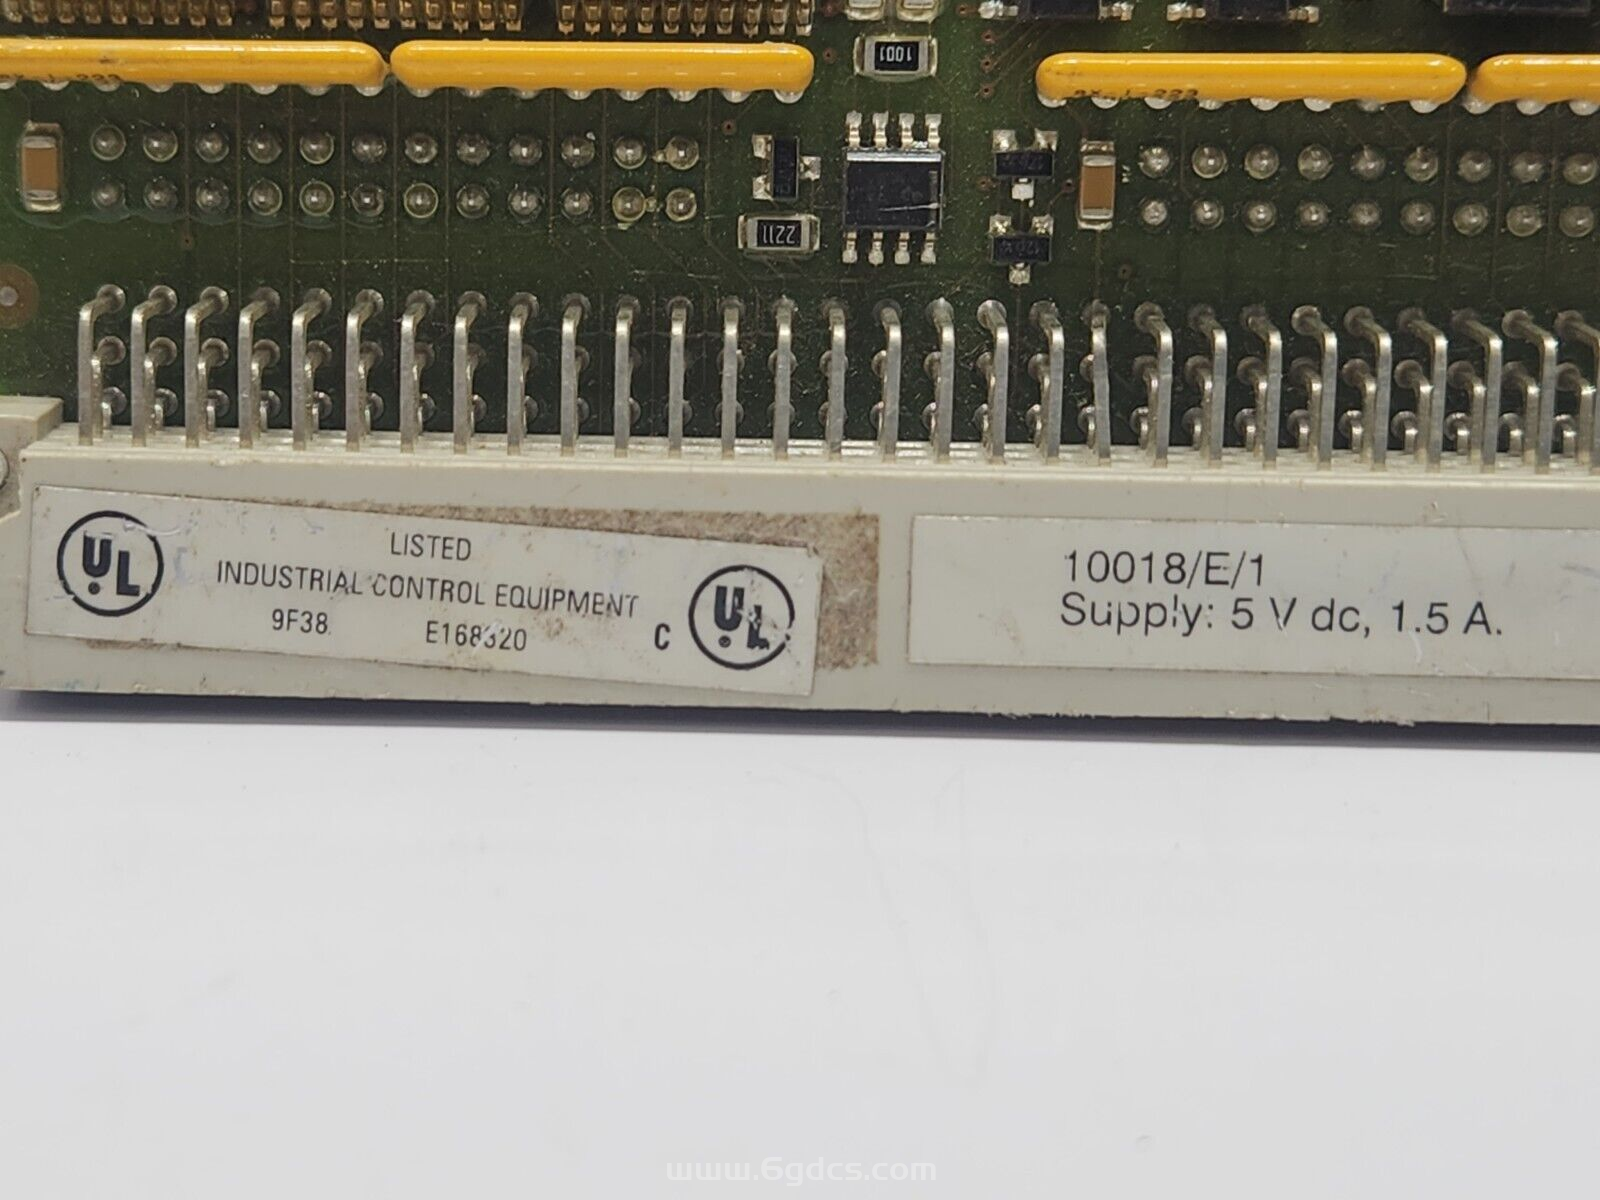 1001
2211
UL
LISTED
INDUSTRIAL CONTROL EQUIPMENT
9F38 E168320
C UL
10018/E/1
Supply: 5 V dc, 1.5 A.
www.6gdcs.com